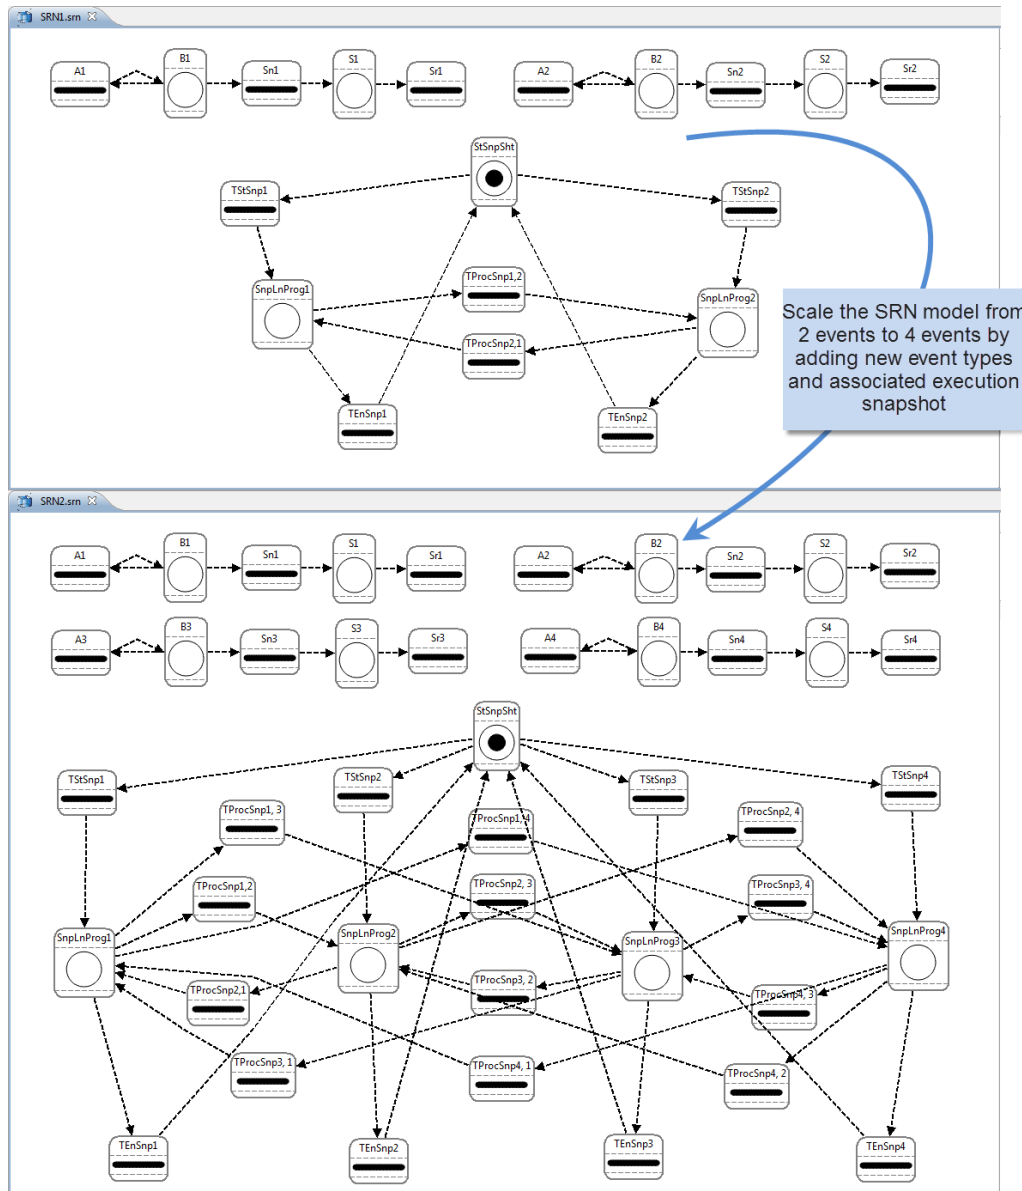 SRN1.srn
A1
B1
Sn1
S1
Sr1
A2
B2
Sn2
S2
Sr2
StSnpSht
TStSnp1
TStSnp2
SnpLnProg1
TProcSnp1,2
SnpLnProg2
TProcSnp2,1
TEnSnp1
TEnSnp2
Scale the SRN model from
2 events to 4 events by
adding new event types
and associated execution
snapshot
SRN2.srn
A1
B1
Sn1
S1
Sr1
A2
B2
Sn2
S2
Sr2
A3
B3
Sn3
S3
Sr3
A4
B4
Sn4
S4
Sr4
StSnpSht
TStSnp1
TStSnp2
TStSnp3
TStSnp4
TProcSnp1, 3
TProcSnp1, 4
TProcSnp2, 4
TProcSnp1,2
TProcSnp2, 3
TProcSnp3, 4
SnpLnProg1
SnpLnProg2
SnpLnProg3
SnpLnProg4
TProcSnp2,1
TProcSnp3, 2
TProcSnp4, 3
TProcSnp3, 1
TProcSnp4, 1
TProcSnp4, 2
TEnSnp1
TEnSnp2
TEnSnp3
TEnSnp4